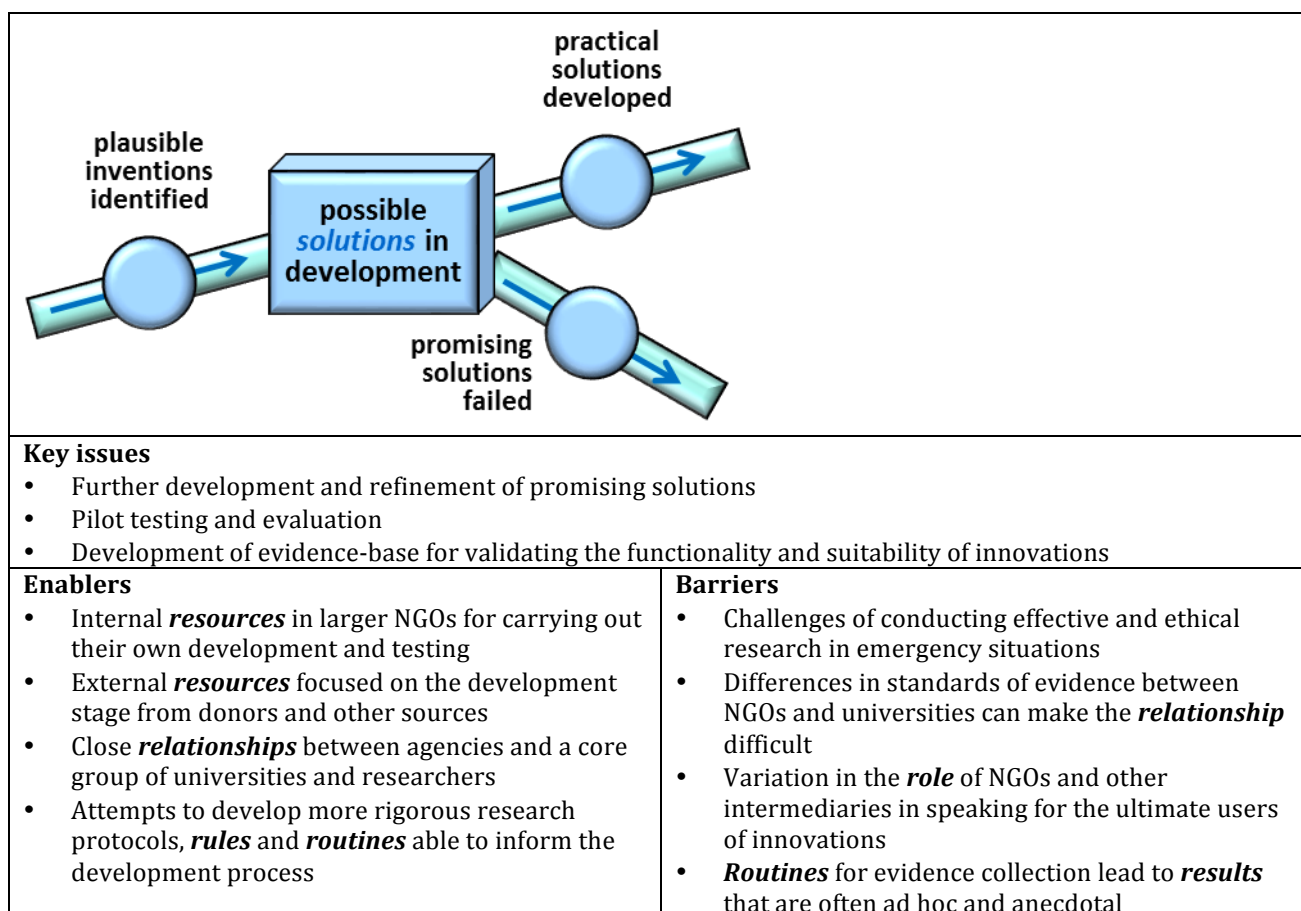 practical
solutions
developed
plausible
inventions
identified
possible
solutions in
development
promising
solutions
failed
Key issues
• Further development and refinement of promising solutions
• Pilot testing and evaluation
• Development of evidence-base for validating the functionality and suitability of innovations
Enablers
• Internal resources in larger NGOs for carrying out
their own development and testing
• External resources focused on the development
stage from donors and other sources
• Close relationships between agencies and a core
group of universities and researchers
• Attempts to develop more rigorous research
protocols, rules and routines able to inform the
development process
Barriers
• Challenges of conducting effective and ethical
research in emergency situations
• Differences in standards of evidence between
NGOs and universities can make the relationship
difficult
• Variation in the role of NGOs and other
intermediaries in speaking for the ultimate users
of innovations
• Routines for evidence collection lead to results
that are often ad hoc and anecdotal